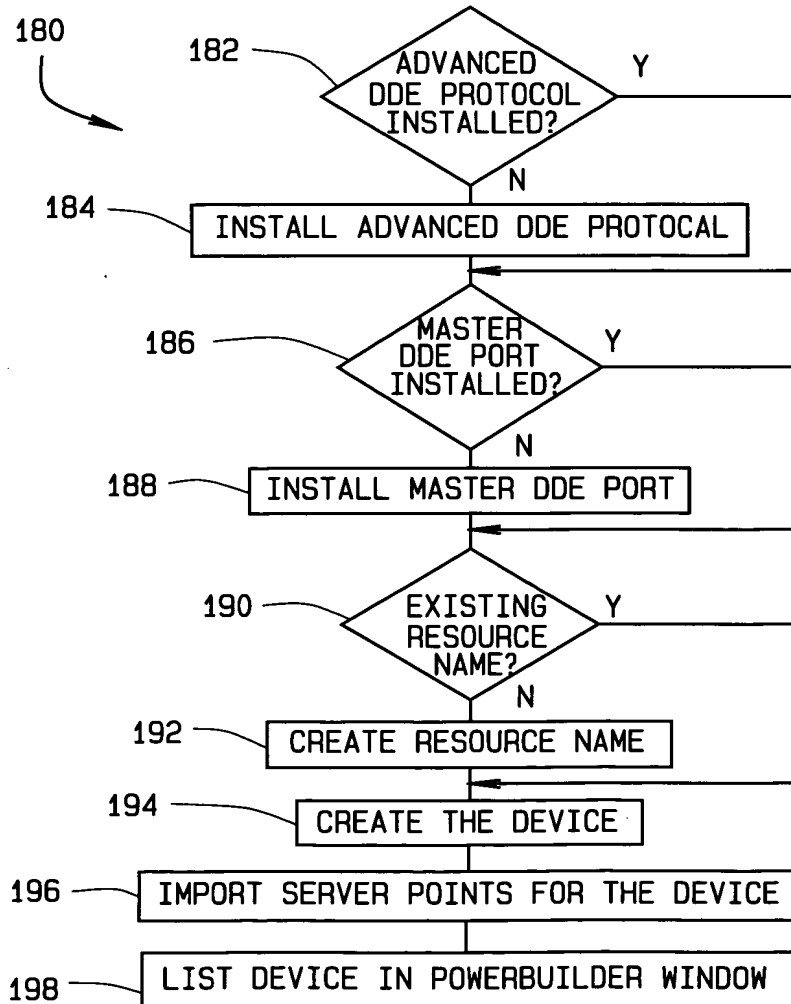 180
182
ADVANCED
DDE PROTOCOL
INSTALLED?
Y
N
184
INSTALL ADVANCED DDE PROTOCAL
186
MASTER
DDE PORT
INSTALLED?
Y
N
188
INSTALL MASTER DDE PORT
190
EXISTING
RESOURCE
NAME?
Y
N
192
CREATE RESOURCE NAME
194
CREATE THE DEVICE
196
IMPORT SERVER POINTS FOR THE DEVICE
198
LIST DEVICE IN POWERBUILDER WINDOW